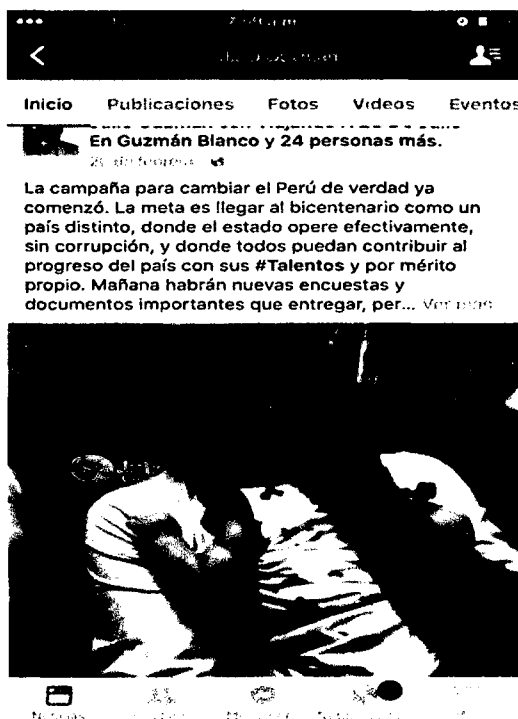 Inicio Publicaciones Fotos Videos Eventos
En Guzmán Blanco y 24 personas más.
La campaña para cambiar el Perú de verdad ya
comenzó. La meta es llegar al bicentenario como un
país distinto, donde el estado opere efectivamente,
sin corrupción, y donde todos puedan contribuir al
progreso del país con sus #Talentos y por mérito
propio. Mañana habrán nuevas encuestas y
documentos importantes que entregar, per... Ver más